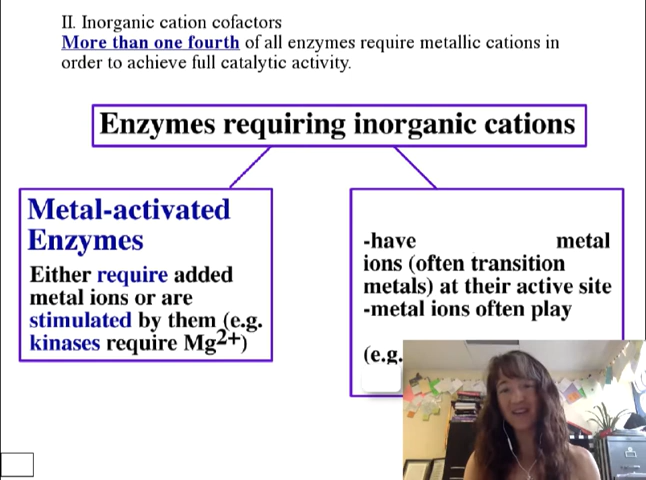 II. Inorganic cation cofactors
More than one fourth of all enzymes require metallic cations in
order to achieve full catalytic activity.
Enzymes requiring inorganic cations
Metal-activated
Enzymes
Either require added
metal ions or are
stimulated by them (e.g.
kinases require Mg2+)
-have metal
ions (often transition
metals) at their active site
-metal ions often play
(e.g.